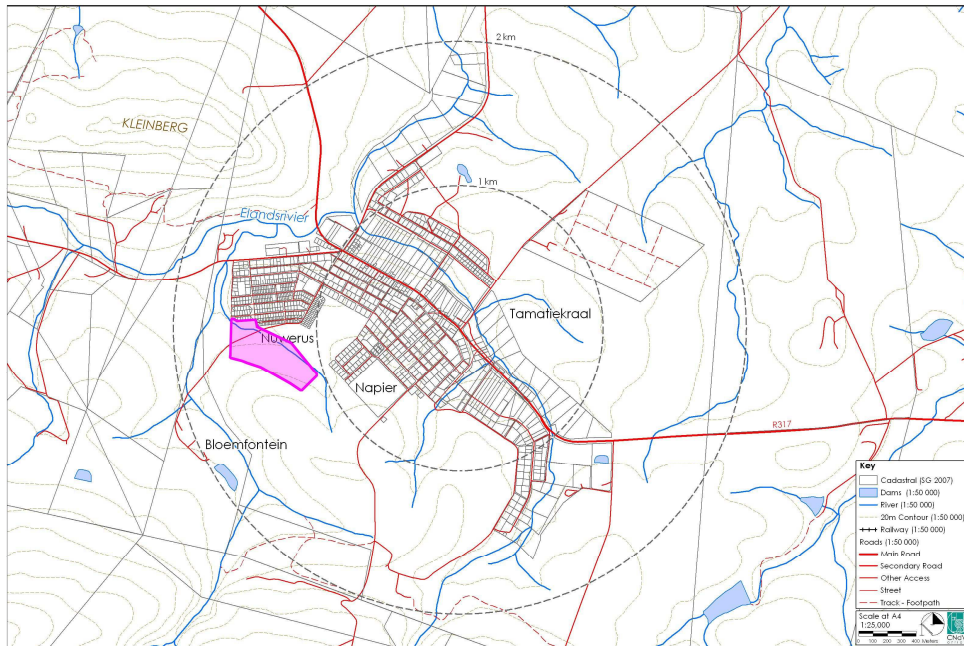 2 km
KLEINBERG
1 km
Elandsrivier
Tamatiekraal
Nuwerus
Napier
R317
Bloemfontein
Key
Cadastral (SG 2007)
Dams (1:50 000)
River (1:50 000)
20m Contour (1:50 000)
Railway (1:50 000)
Roads (1:50 000)
Main Road
Secondary Road
Other Access
Street
Track - Footpath
Scale at A4
1:25,000
0 100 200 300 400 Meters
CNdV